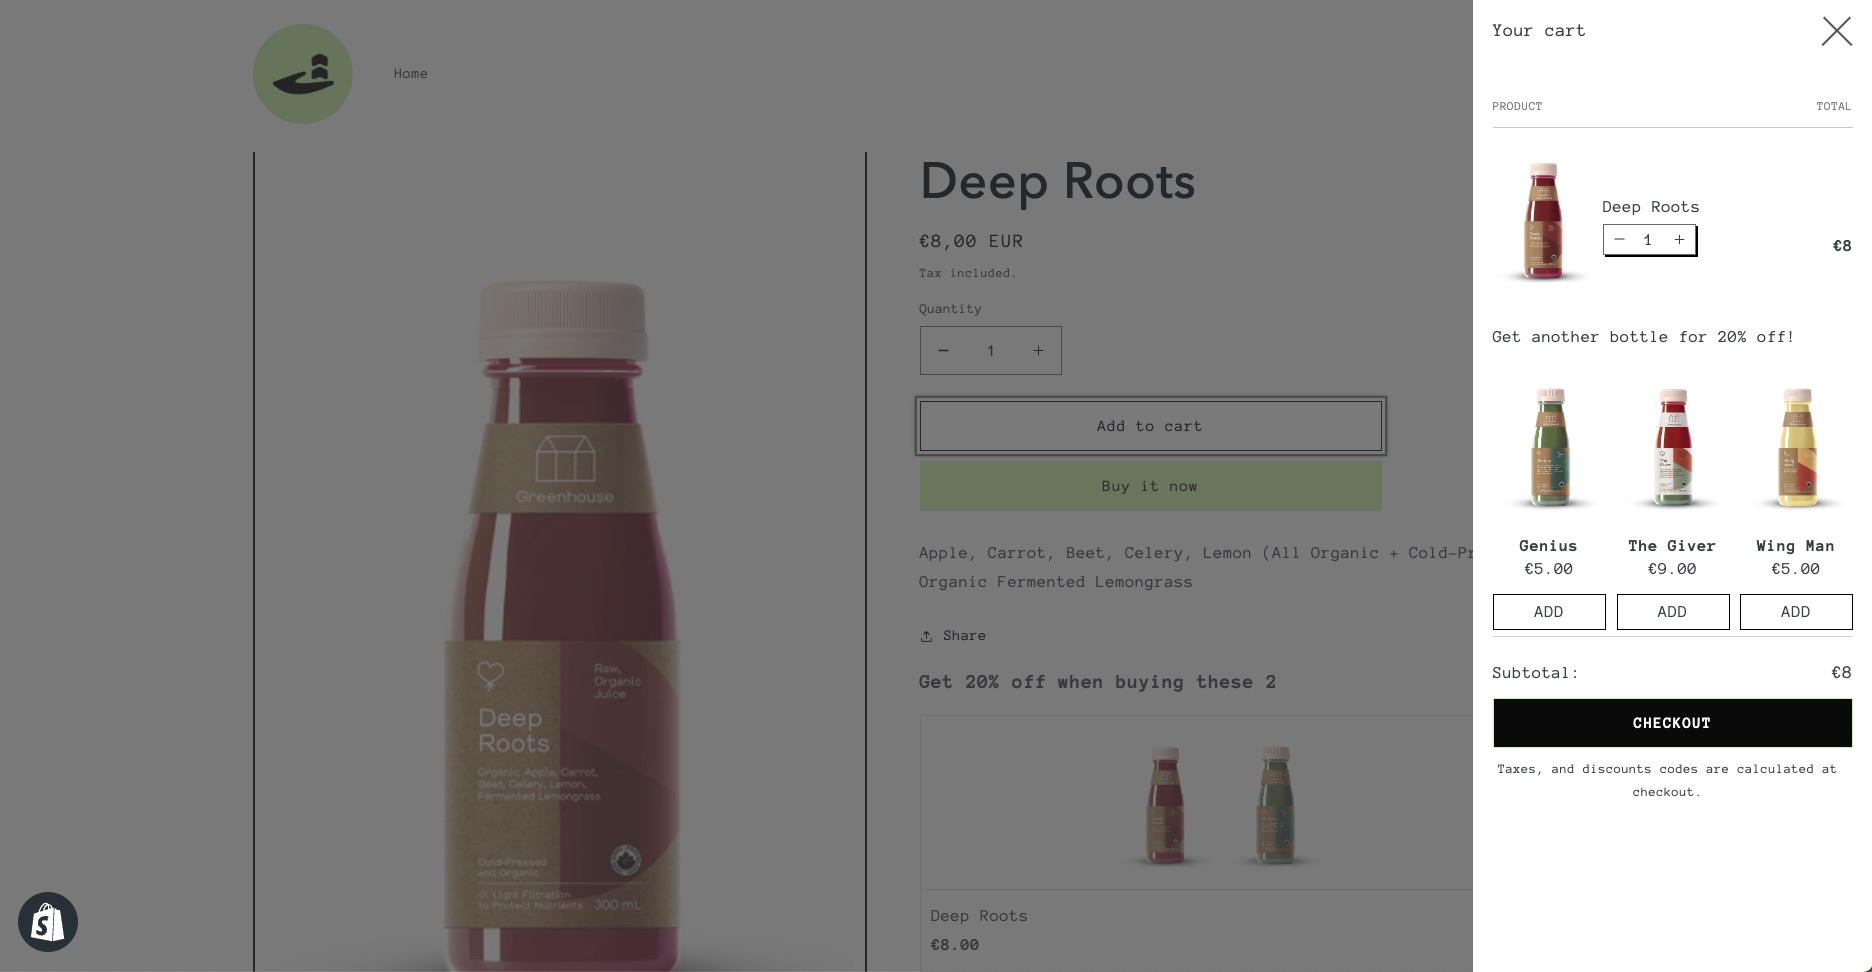 Home
Deep Roots
€8,00 EUR
Tax included.
Quantity
1
Add to cart
Buy it now
Apple, Carrot, Beet, Celery, Lemon (All Organic + Cold-Pr
Organic Fermented Lemongrass
Share
Get 20% off when buying these 2
Deep Roots
€8.00
Greenhouse
Raw,
Organic
Juice
Deep
Roots
Organic Apple, Carrot,
Beet, Celery, Lemon,
Fermented Lemongrass
Cold-Pressed
and Organic
Light Filtration
to Protect Nutrients
300 mL
Your cart
PRODUCT TOTAL
Deep Roots
1
€8
Get another bottle for 20% off!
Genius The Giver Wing Man
€5.00 €9.00 €5.00
ADD ADD ADD
Subtotal: €8
CHECKOUT
Taxes, and discounts codes are calculated at
checkout.